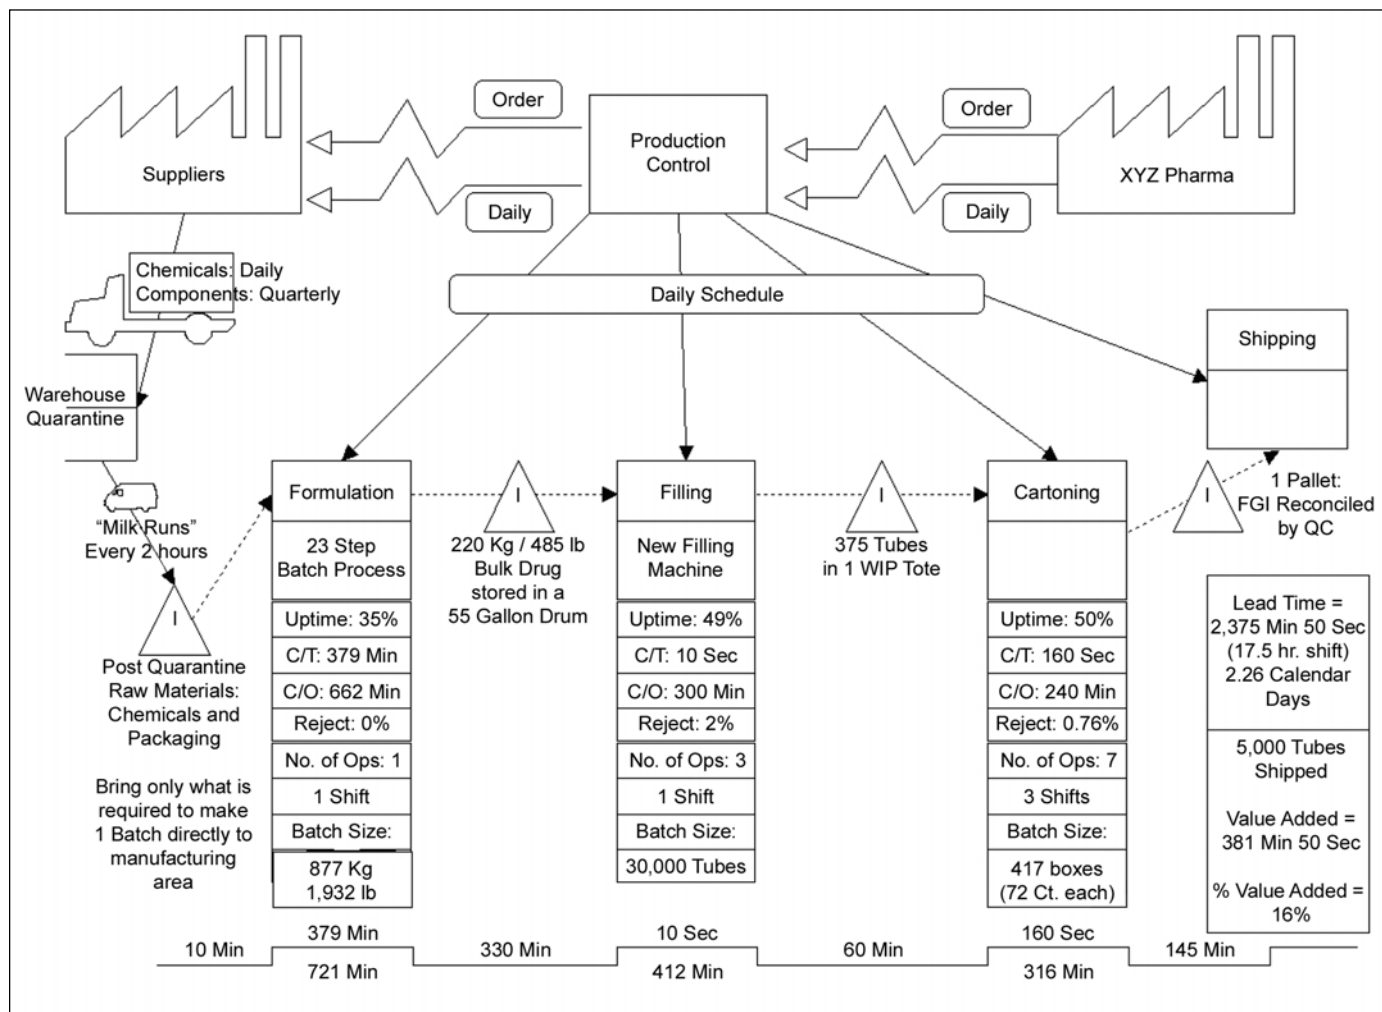 Order
Order
Production
Control
Suppliers
XYZ Pharma
Daily
Daily
Chemicals: Daily
Components: Quarterly
Daily Schedule
Shipping
Warehouse
Quarantine
"Milk Runs"
Every 2 hours
I
Post Quarantine
Raw Materials:
Chemicals and
Packaging
Bring only what is
required to make
1 Batch directly to
manufacturing
area
Formulation
23 Step
Batch Process
Uptime: 35%
C/T: 379 Min
C/O: 662 Min
Reject: 0%
No. of Ops: 1
1 Shift
Batch Size:
877 Kg
1,932 lb
I
220 Kg / 485 lb
Bulk Drug
stored in a
55 Gallon Drum
Filling
New Filling
Machine
Uptime: 49%
C/T: 10 Sec
C/O: 300 Min
Reject: 2%
No. of Ops: 3
1 Shift
Batch Size:
30,000 Tubes
I
375 Tubes
in 1 WIP Tote
Cartoning
Uptime: 50%
C/T: 160 Sec
C/O: 240 Min
Reject: 0.76%
No. of Ops: 7
3 Shifts
Batch Size:
417 boxes
(72 Ct. each)
I
1 Pallet:
FGI Reconciled
by QC
Lead Time =
2,375 Min 50 Sec
(17.5 hr. shift)
2.26 Calendar
Days
5,000 Tubes
Shipped
Value Added =
381 Min 50 Sec
% Value Added =
16%
10 Min
379 Min
721 Min
330 Min
10 Sec
412 Min
60 Min
160 Sec
316 Min
145 Min